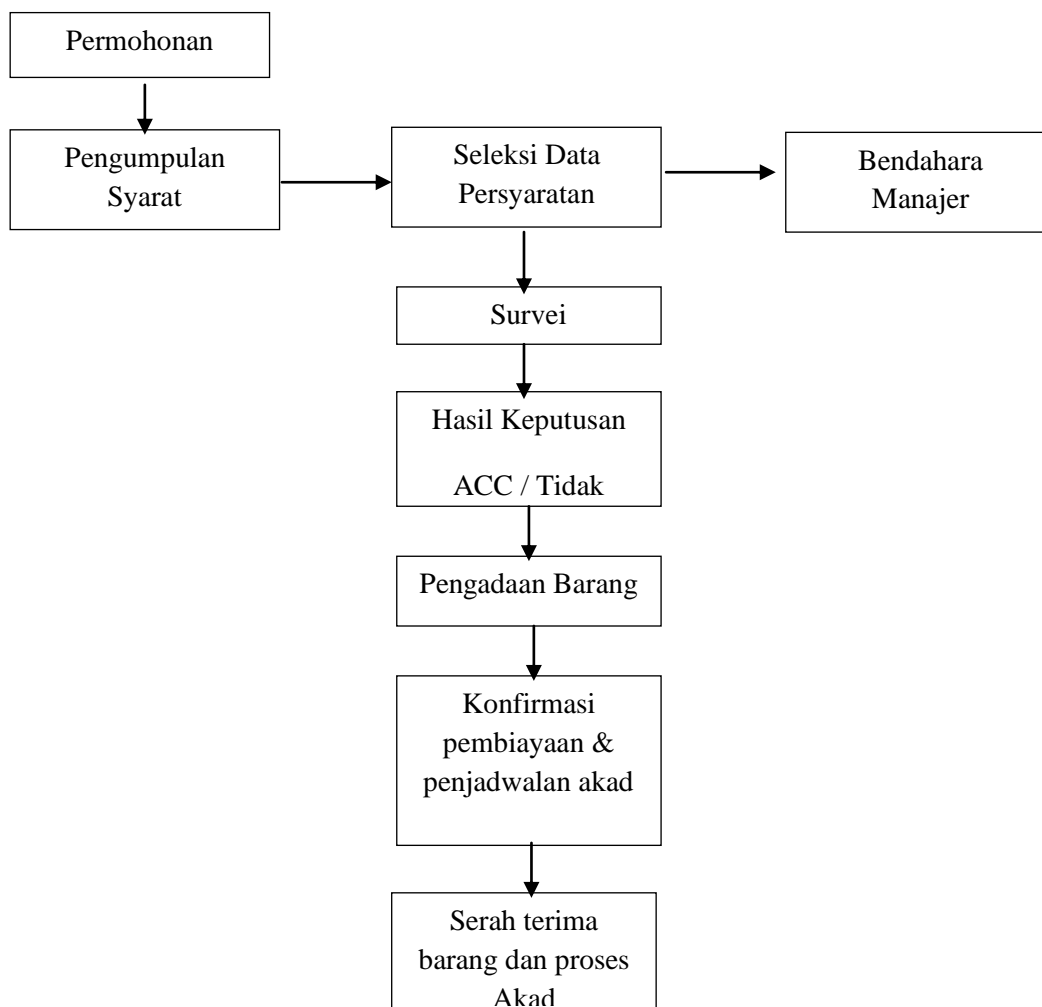 Permohonan
Pengumpulan
Syarat
Seleksi Data
Persyaratan
Bendahara
Manajer
Survei
Hasil Keputusan
ACC / Tidak
Pengadaan Barang
Konfirmasi
pembiayaan &
penjadwalan akad
Serah terima
barang dan proses
Akad